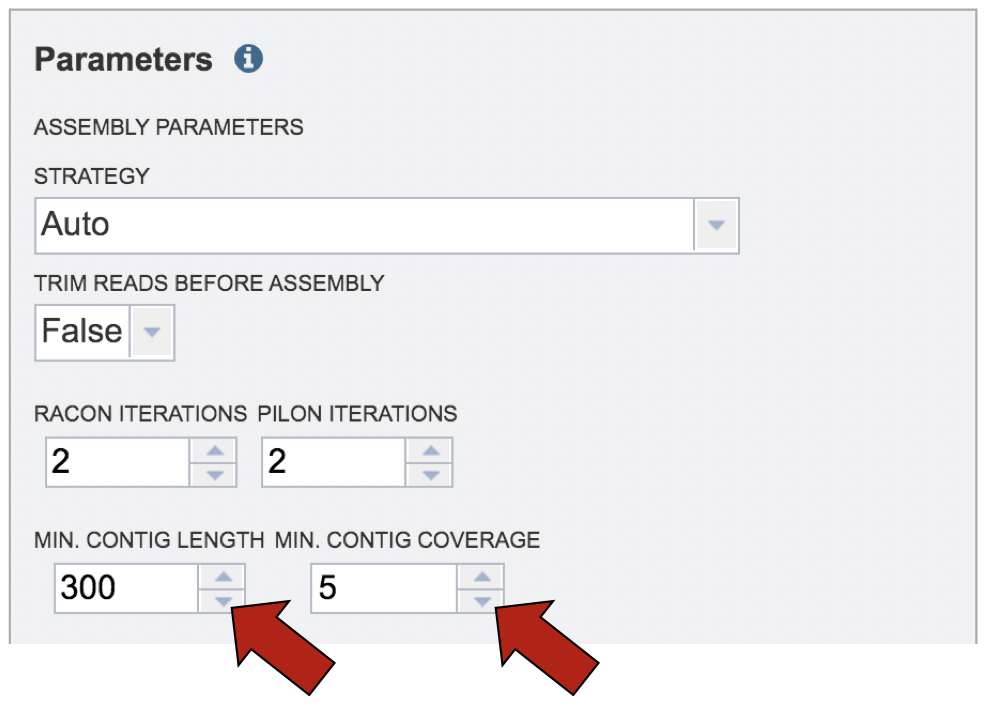 Parameters
ASSEMBLY PARAMETERS
STRATEGY
Auto
TRIM READS BEFORE ASSEMBLY
False
RACON ITERATIONS PILON ITERATIONS
2 2
MIN. CONTIG LENGTH MIN. CONTIG COVERAGE
300 5